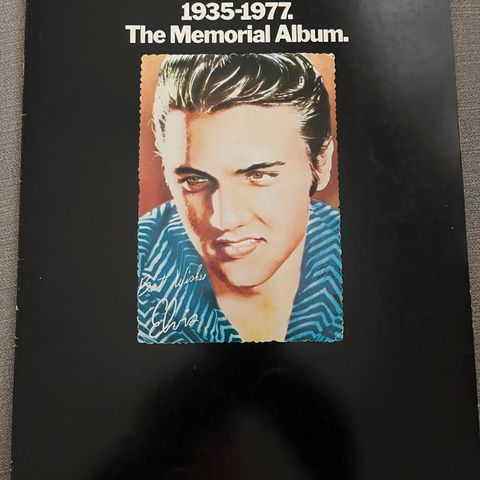 1935-1977.
The Memorial Album.
Best Wishes
Elvis